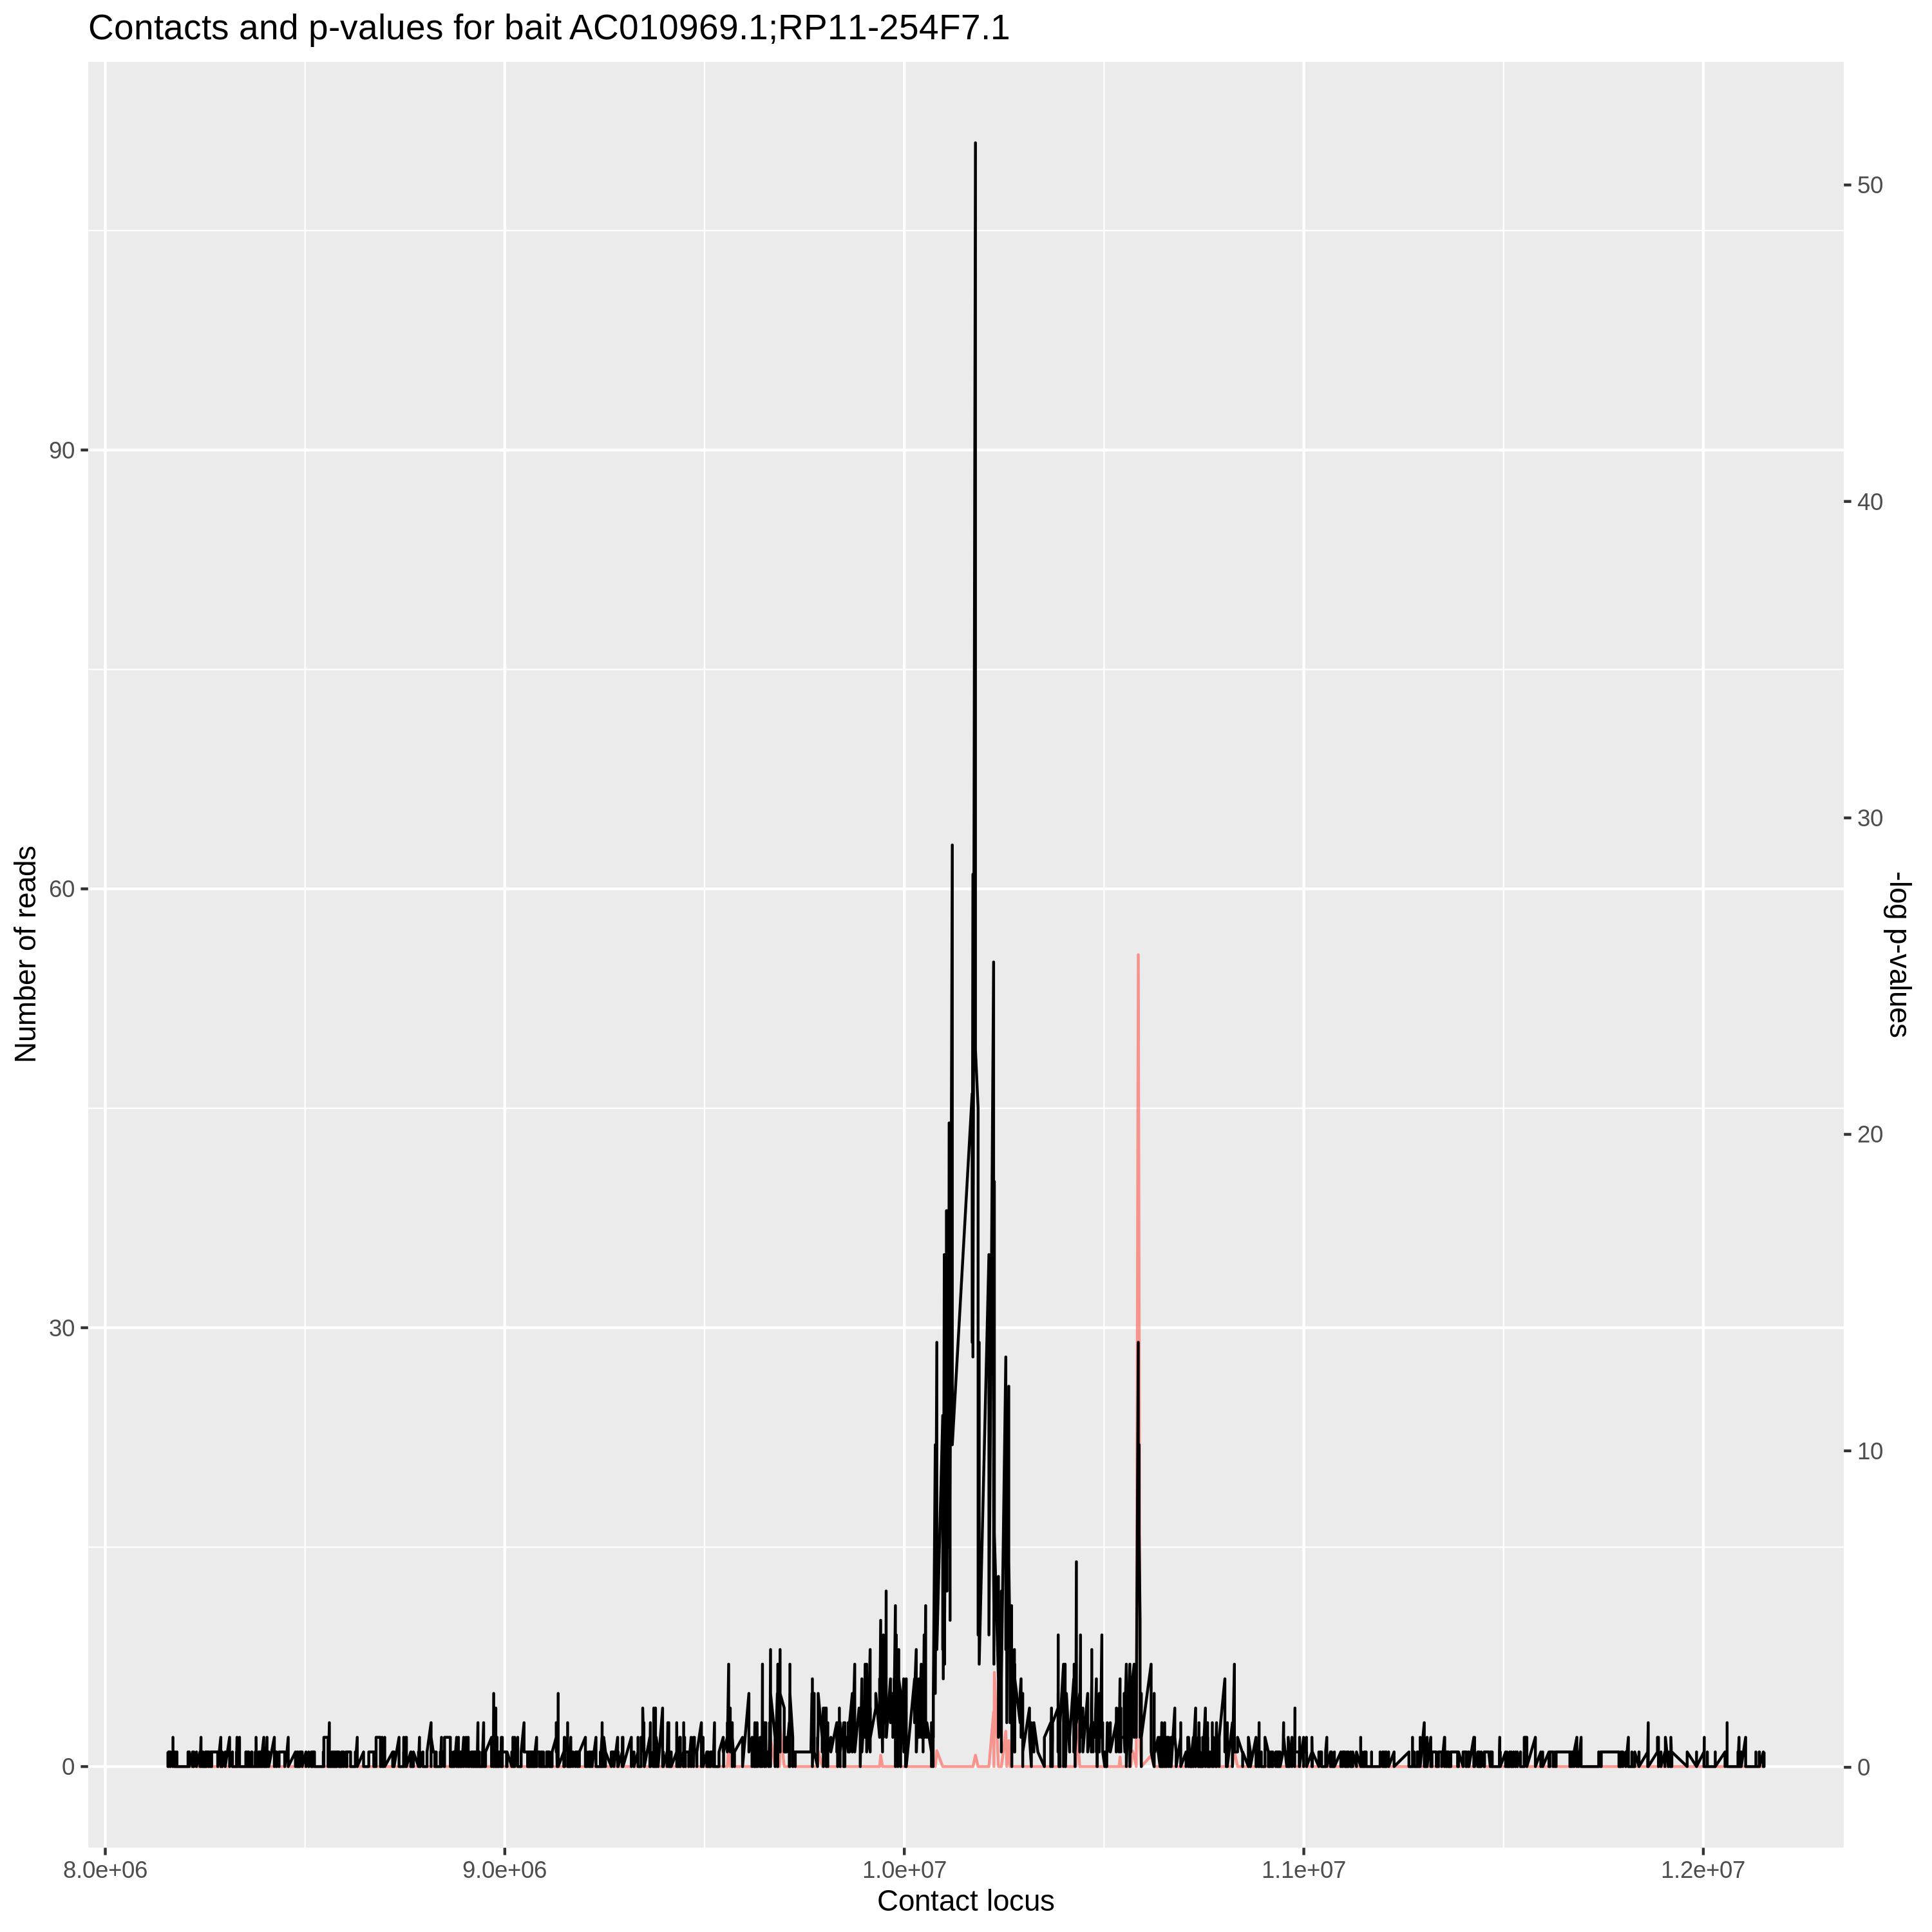 Contacts and p-values for bait AC010969.1;RP11-254F7.1
Number of reads
90
60
30
0
50
40
30
20
10
0
-log p-values
8.0e+06
9.0e+06
1.0e+07
1.1e+07
1.2e+07
Contact locus